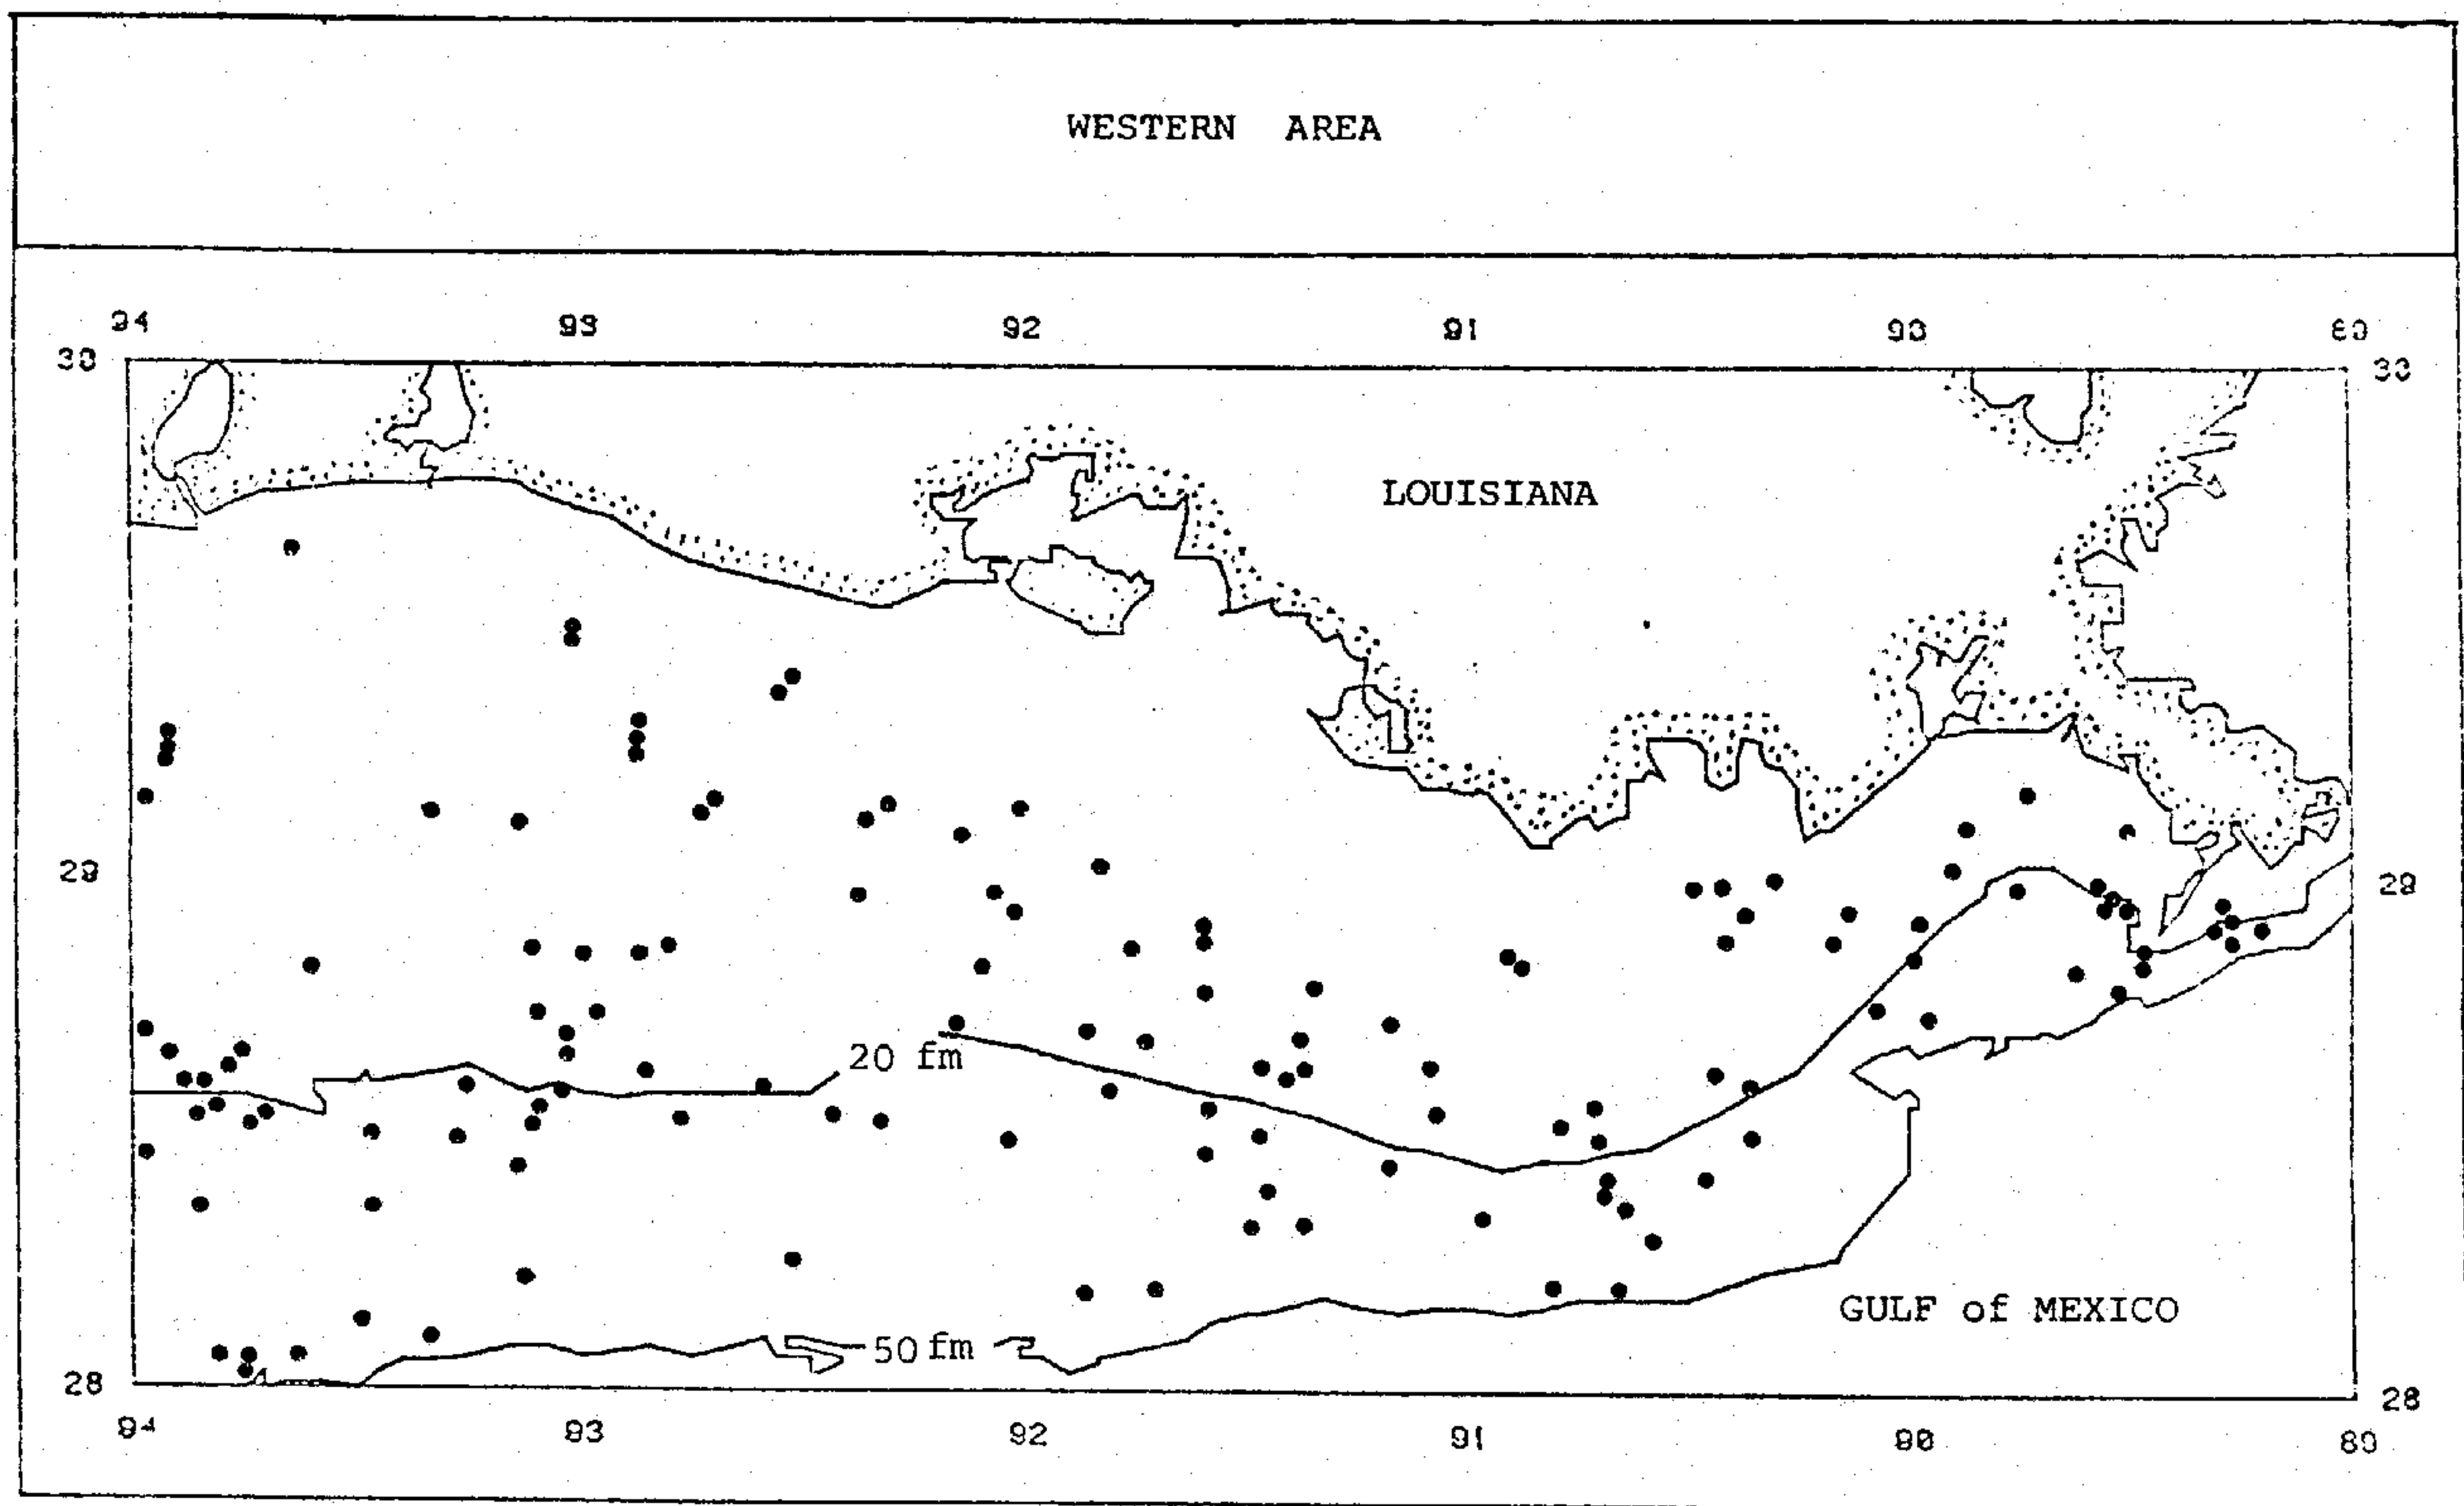 WESTERN AREA
94 93 92 91 90 89
30 30
LOUISIANA
29 29
20 fm
GULF of MEXICO
50 fm
28 28
94 93 92 91 90 89